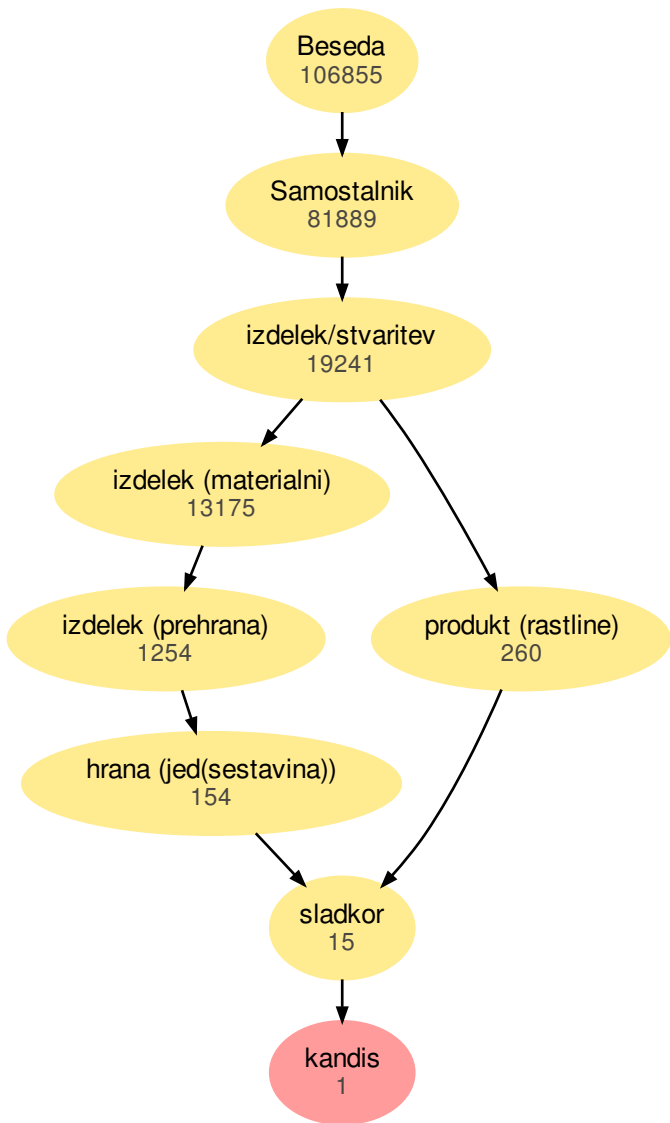 Beseda
106855
Samostalnik
81889
izdelek/stvaritev
19241
izdelek (materialni)
13175
izdelek (prehrana)
1254
produkt (rastline)
260
hrana (jed(sestavina))
154
sladkor
15
kandis
1